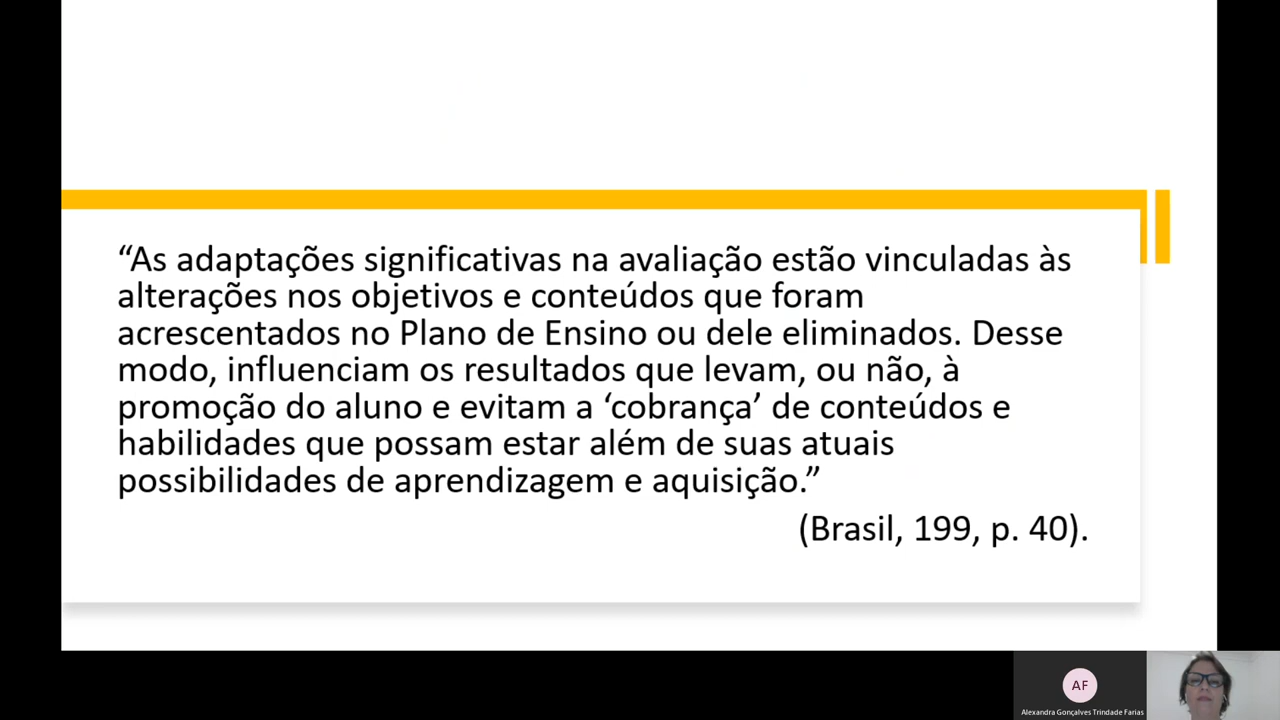 “As adaptações significativas na avaliação estão vinculadas às
alterações nos objetivos e conteúdos que foram
acrescentados no Plano de Ensino ou dele eliminados. Desse
modo, influenciam os resultados que levam, ou não, à
promoção do aluno e evitam a ‘cobrança’ de conteúdos e
habilidades que possam estar além de suas atuais
possibilidades de aprendizagem e aquisição.”
(Brasil, 199, p. 40).
AF
Alexandra Gonçalves Trindade Farias